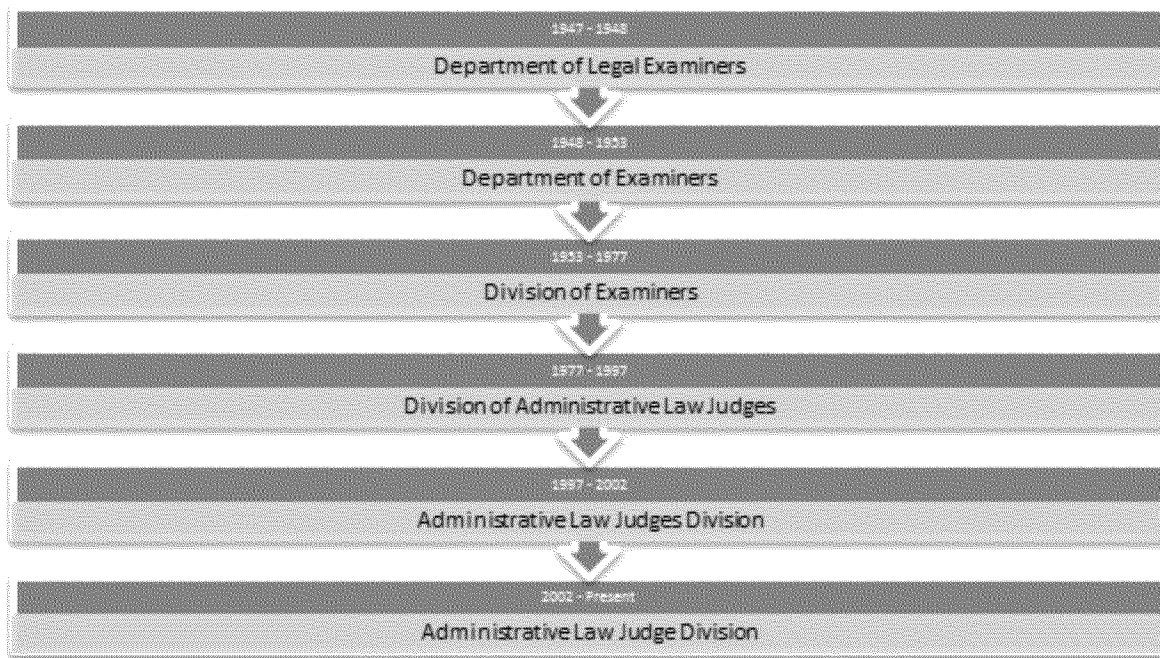 1947 - 1948
Department of Legal Examiners
1948 - 1953
Department of Examiners
1953 - 1977
Division of Examiners
1977 - 1997
Division of Administrative Law Judges
1997 - 2002
Administrative Law Judges Division
2002 - Present
Administrative Law Judge Division